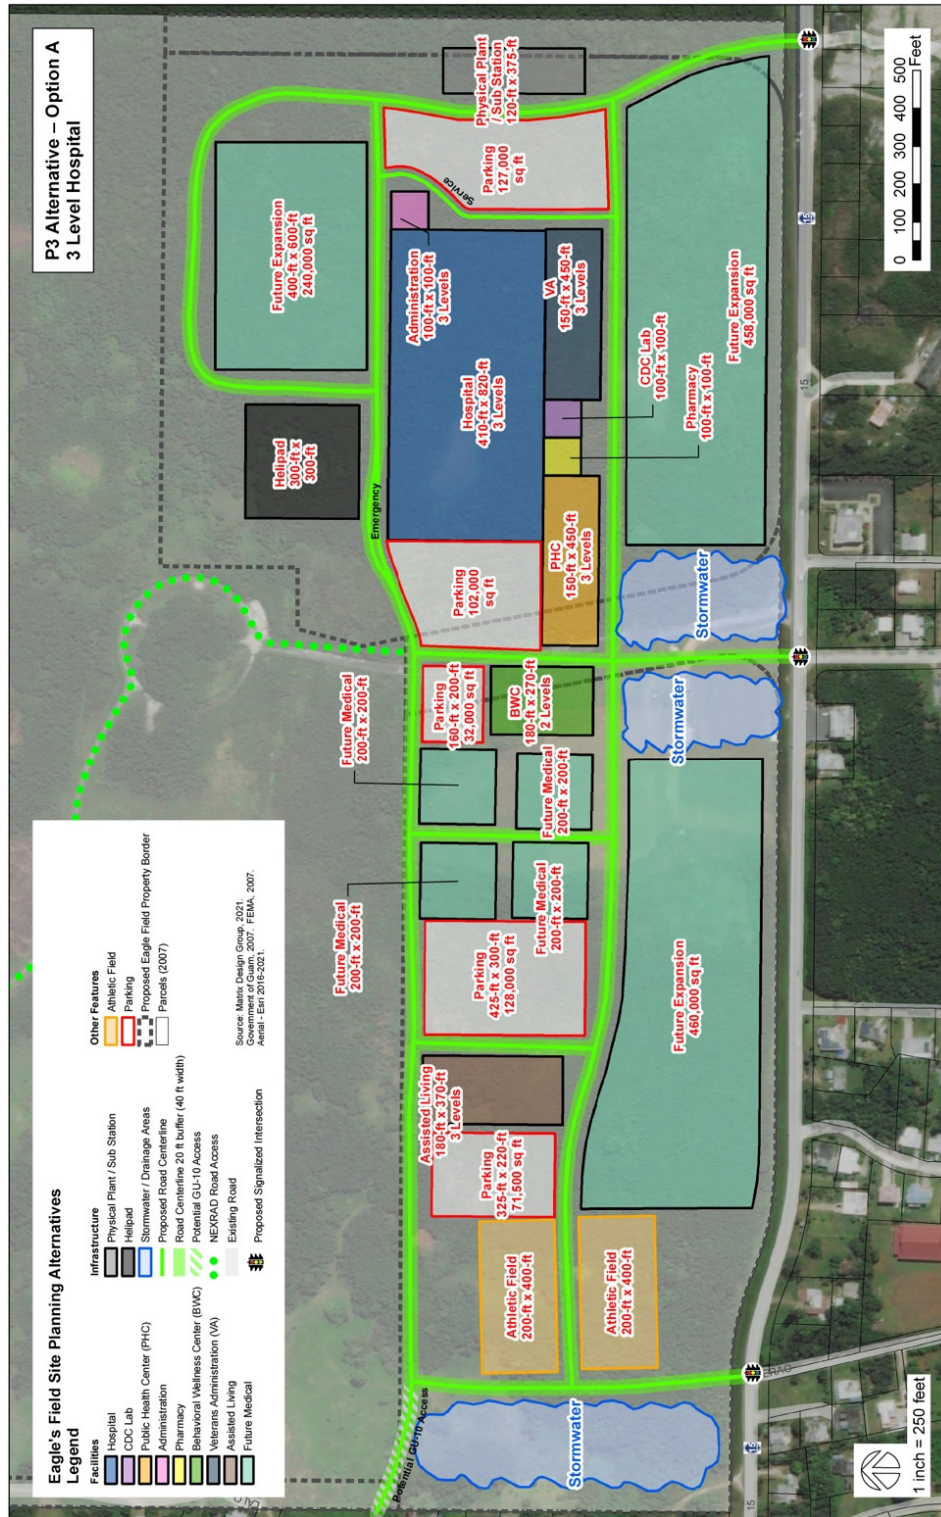 P3 Alternative – Option A
3 Level Hospital
Eagle's Field Site Planning Alternatives
Legend
Facilities
Hospital
CDC Lab
Public Health Center (PHC)
Administration
Pharmacy
Behavioral Wellness Center (BWC)
Veterans Administration (VA)
Assisted Living
Future Medical
Infrastructure
Physical Plant / Sub Station
Helipad
Stormwater / Drainage Areas
Proposed Road Centerline
Road Centerline 20 ft buffer (40 ft width)
Potential GU-10 Access
NEXRAD Road Access
Existing Road
Proposed Signalized Intersection
Other Features
Athletic Field
Parking
Proposed Eagle Field Property Border
Parcels (2007)
Source: Matrix Design Group, 2021.
Government of Guam, 2007. FEMA, 2007.
Aerial - Esri 2016-2021.
Future Expansion
400-ft x 600-ft
240,000 sq ft
Helipad
300-ft x
300-ft
Physical Plant
/ Sub Station
120-ft x 375-ft
Parking
127,000
sq ft
Service
Emergency
Administration
100-ft x 100-ft
3 Levels
Hospital
410-ft x 820-ft
3 Levels
VA
150-ft x 450-ft
3 Levels
CDC Lab
100-ft x 100-ft
Pharmacy
100-ft x 100-ft
PHC
150-ft x 450-ft
3 Levels
Parking
102,000
sq ft
Future Expansion
458,000 sq ft
Stormwater
Stormwater
Parking
160-ft x 200-ft
32,000 sq ft
BWC
180-ft x 270-ft
2 Levels
Future Medical
200-ft x 200-ft
Future Medical
200-ft x 200-ft
Future Medical
200-ft x 200-ft
Future Medical
200-ft x 200-ft
Parking
425-ft x 300-ft
128,000 sq ft
Assisted Living
180-ft x 370-ft
3 Levels
Parking
325-ft x 220-ft
71,500 sq ft
Future Expansion
460,000 sq ft
Athletic Field
200-ft x 400-ft
Athletic Field
200-ft x 400-ft
Potential GU-10 Access
Stormwater
15
15
15
15
1 inch = 250 feet
0 100 200 300 400 500
Feet